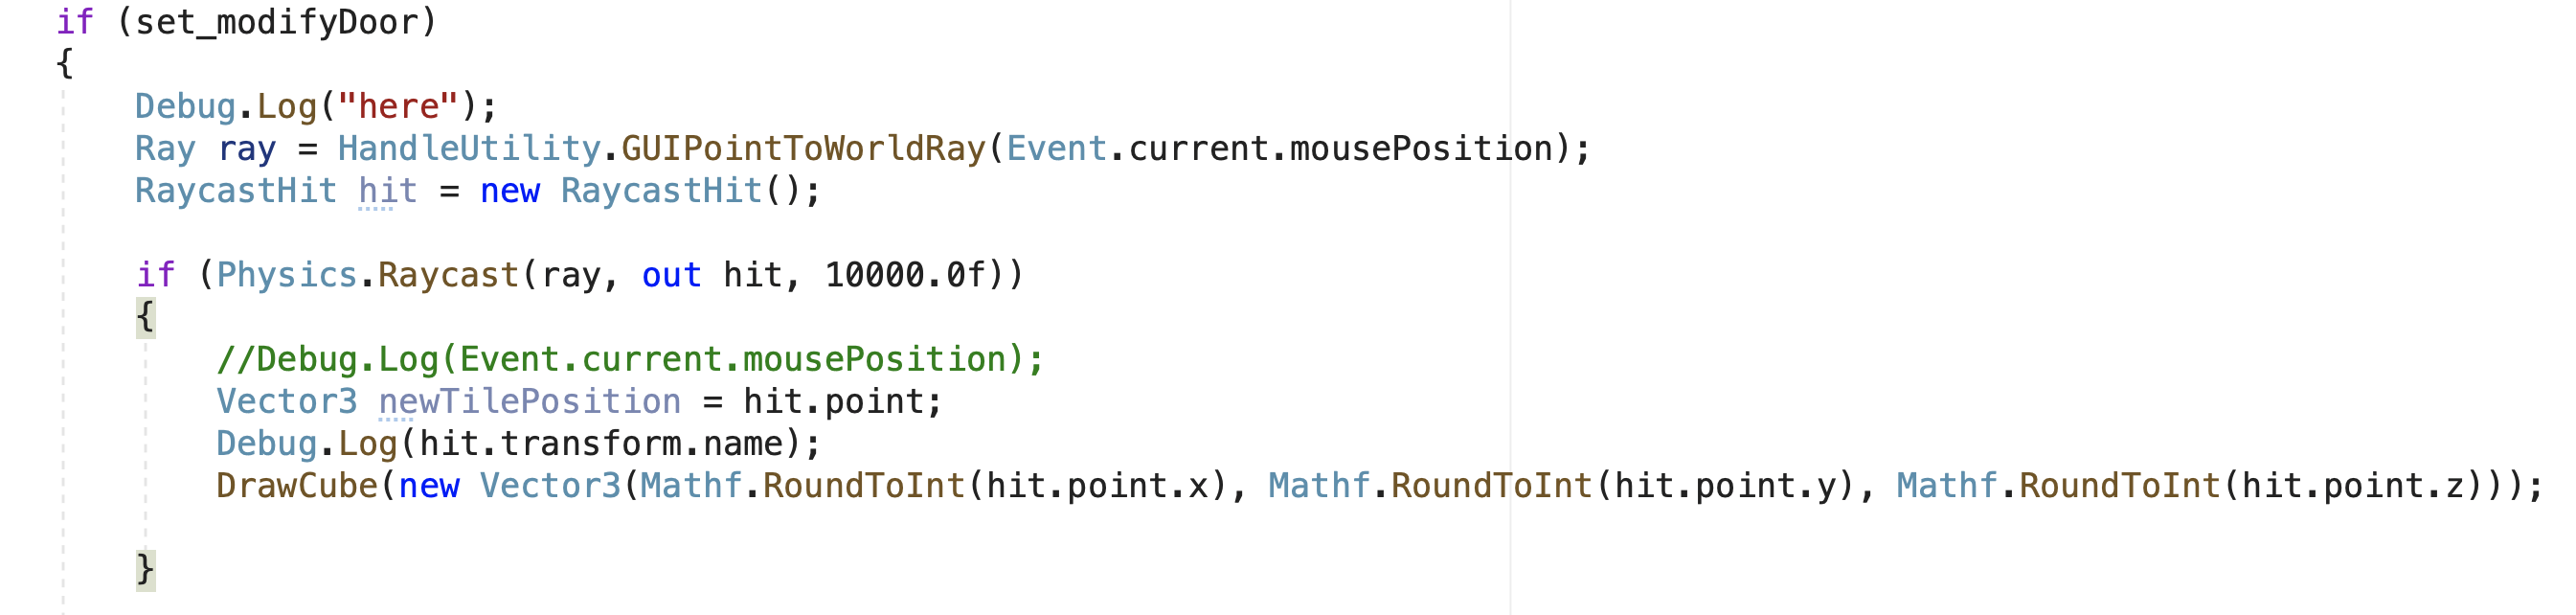 if (set_modifyDoor)
{
Debug.Log("here");
Ray ray = HandleUtility.GUIPointToWorldRay(Event.current.mousePosition);
RaycastHit hit = new RaycastHit();
if (Physics.Raycast(ray, out hit, 10000.0f))
{
//Debug.Log(Event.current.mousePosition);
Vector3 newTilePosition = hit.point;
Debug.Log(hit.transform.name);
DrawCube(new Vector3(Mathf.RoundToInt(hit.point.x), Mathf.RoundToInt(hit.point.y), Mathf.RoundToInt(hit.point.z)));
}